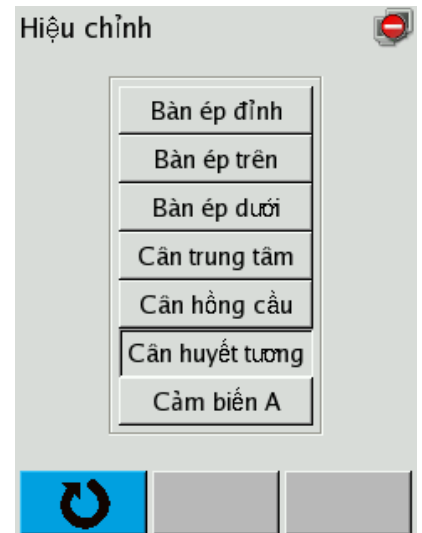 Hiệu chỉnh
Bàn ép đỉnh
Bàn ép trên
Bàn ép dưới
Cân trung tâm
Cân hồng cầu
Cân huyết tương
Cảm biến A